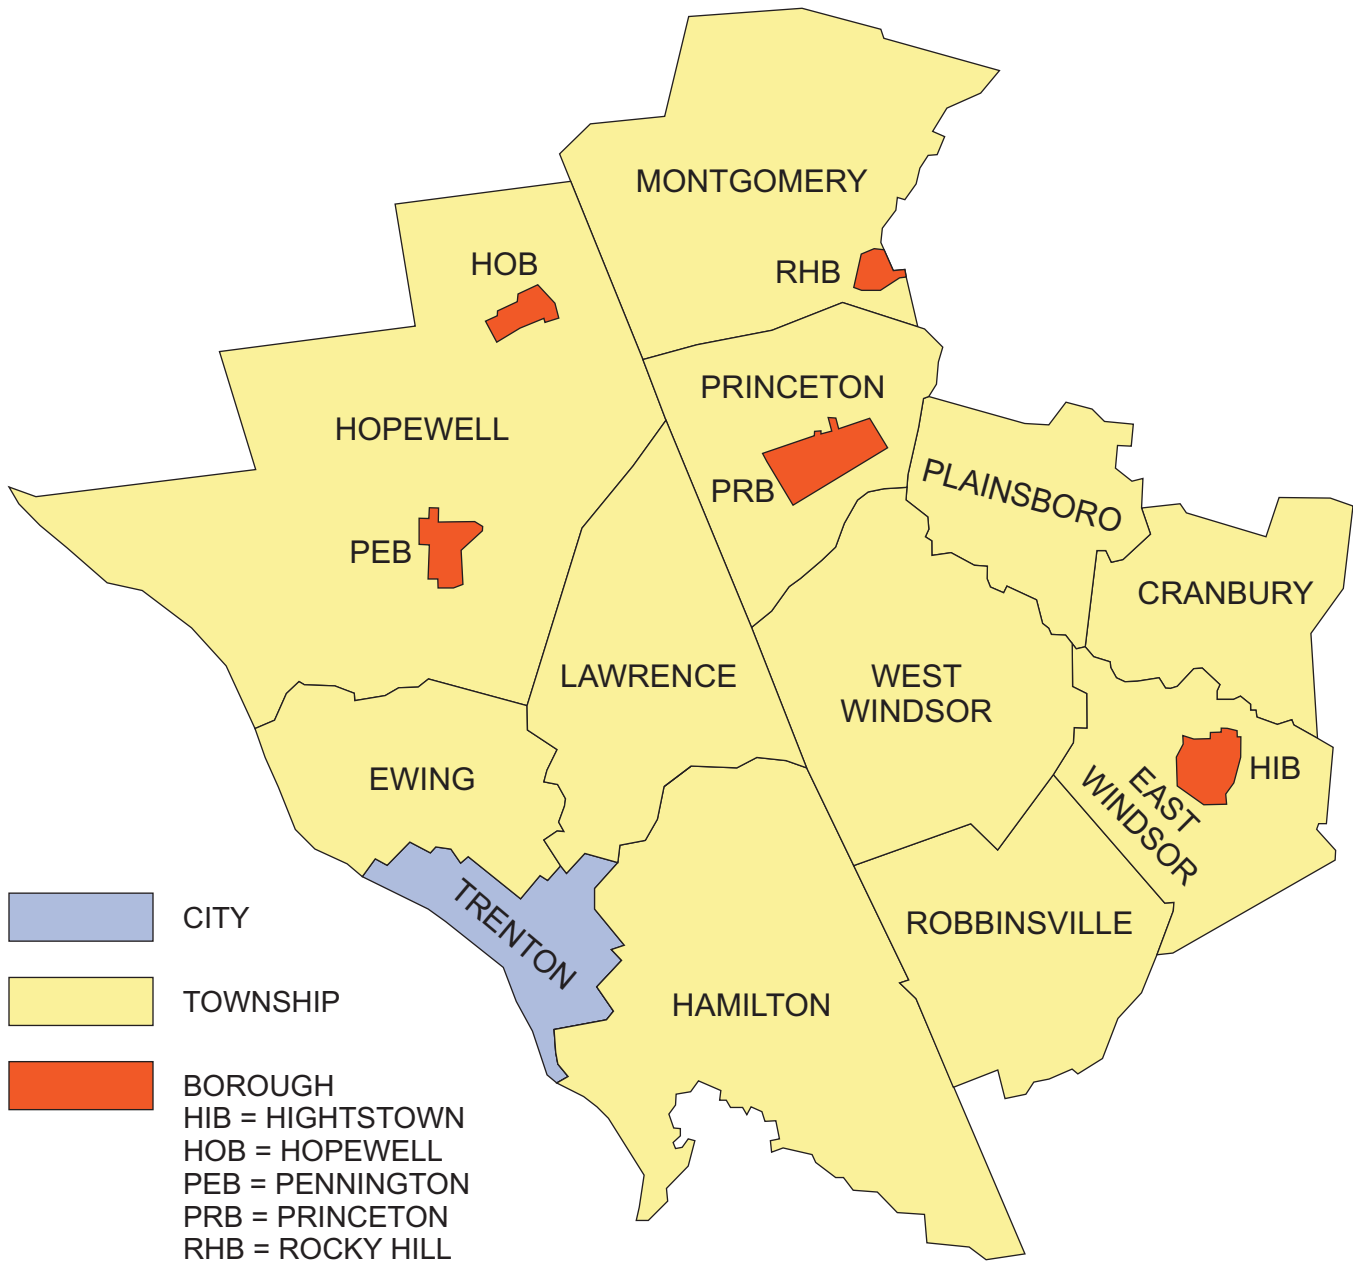 MONTGOMERY
HOB
RHB
PRINCETON
HOPEWELL
PRB
PLAINSBORO
PEB
CRANBURY
LAWRENCE
WEST
WINDSOR
EWING
HIB
EAST
WINDSOR
TRENTON
ROBBINSVILLE
HAMILTON
CITY
TOWNSHIP
BOROUGH
HIB = HIGHTSTOWN
HOB = HOPEWELL
PEB = PENNINGTON
PRB = PRINCETON
RHB = ROCKY HILL